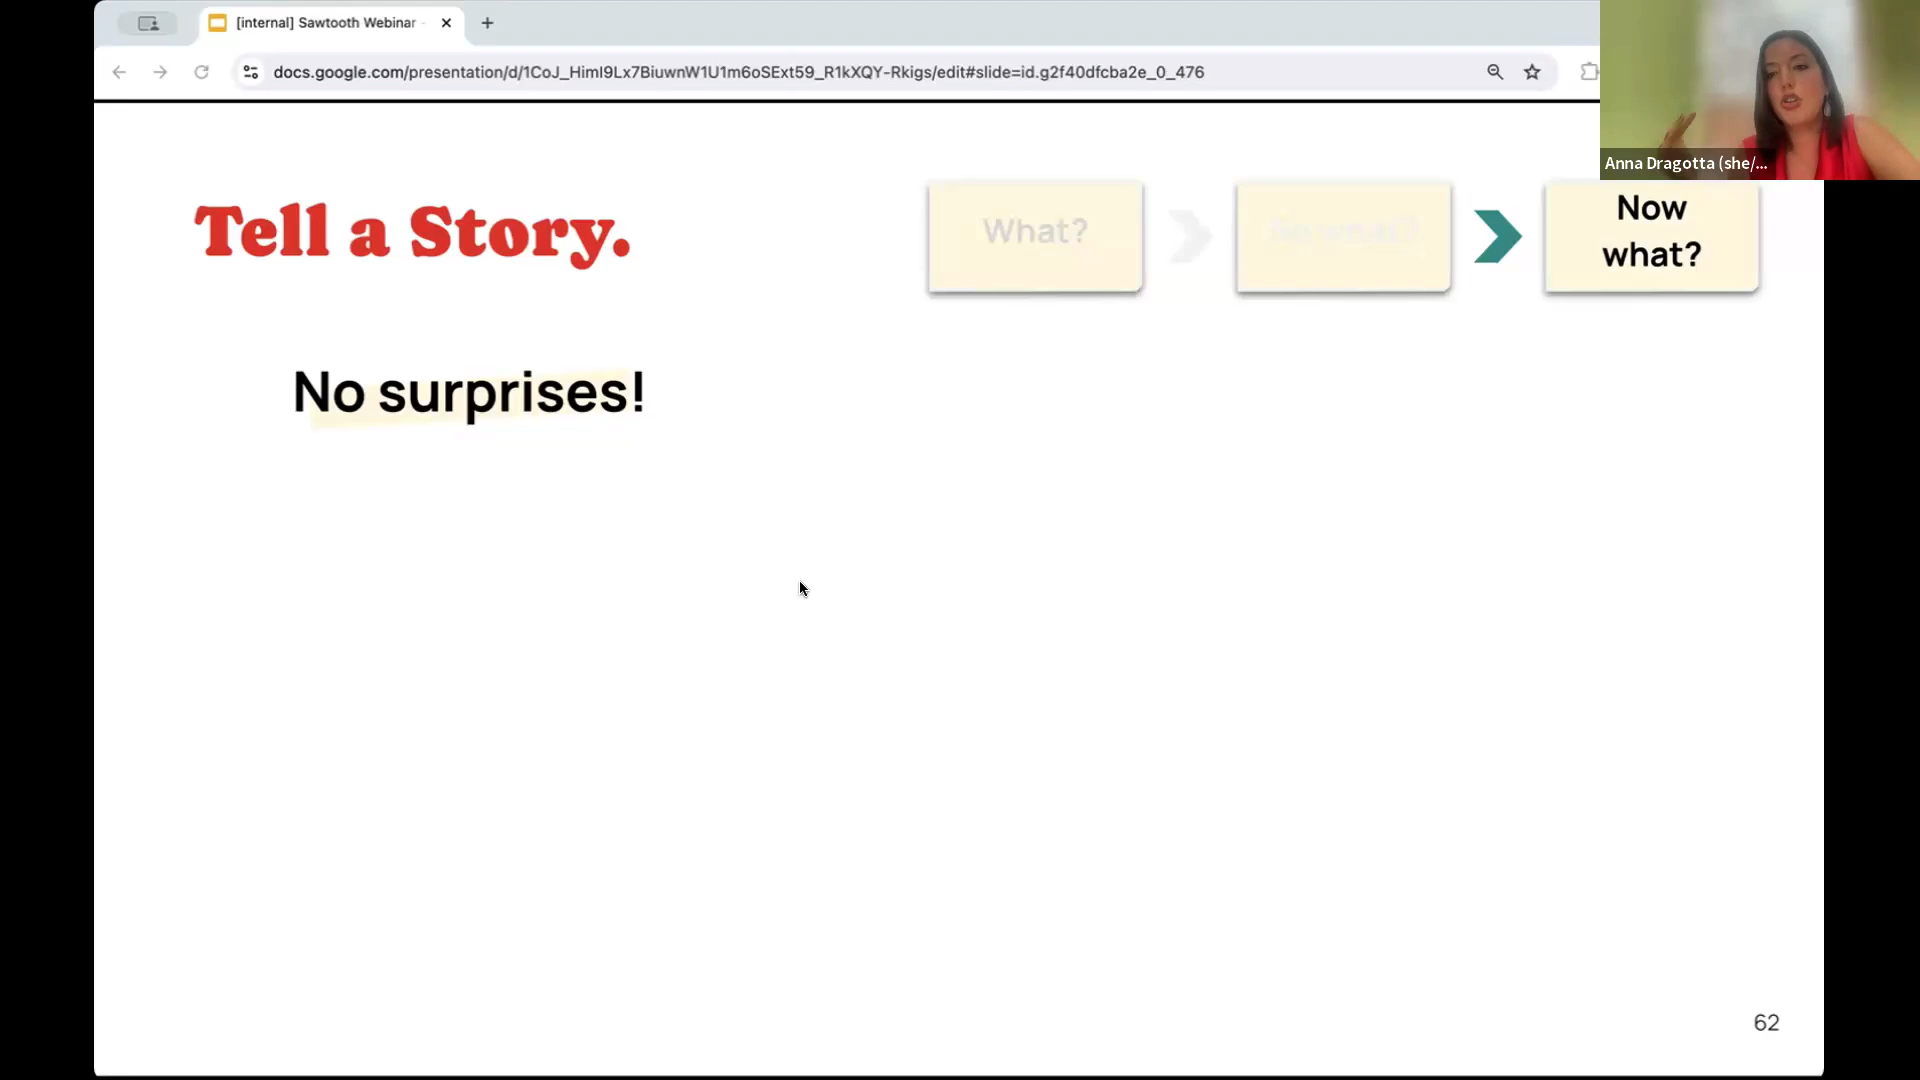 [internal] Sawtooth Webinar
docs.google.com/presentation/d/1CoJ_HimI9Lx7BiuwnW1U1m6oSExt59_R1kXQY-Rkigs/edit#slide=id.g2f40dfcba2e_0_476
Anna Dragotta (she/...
Tell a Story.
What?
Now
what?
No surprises!
62